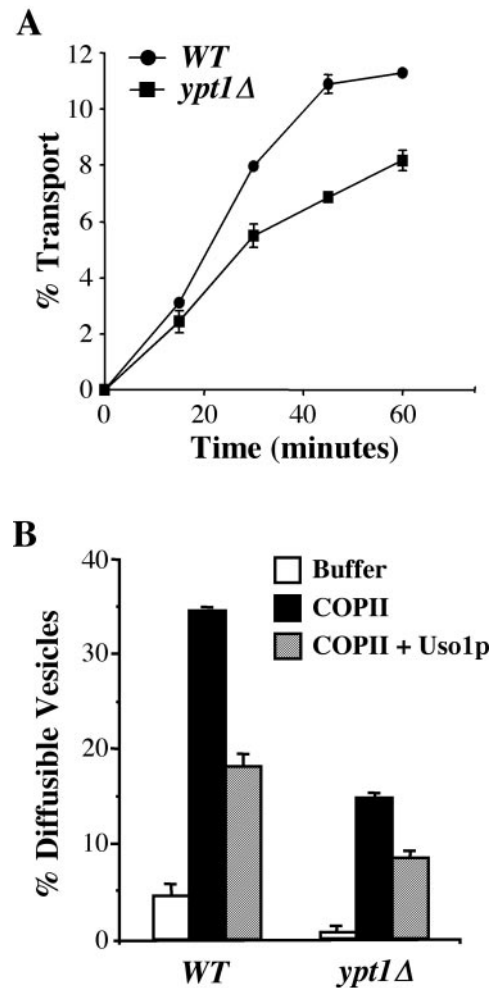 A
WT
ypt1Δ
12
10
8
6
4
2
0
% Transport
0 20 40 60
Time (minutes)
B
Buffer
COPII
COPII + Uso1p
40
30
20
10
0
% Diffusible Vesicles
WT ypt1Δ